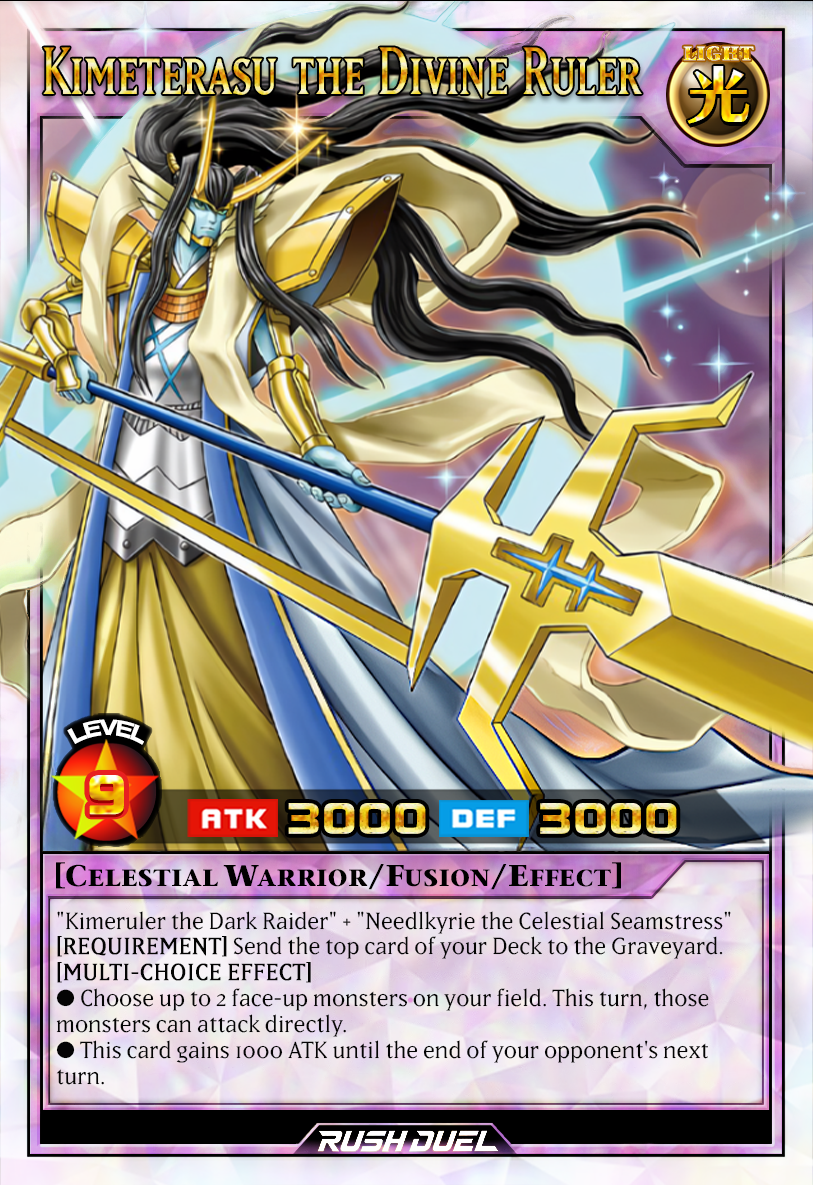 Kimeterasu the Divine Ruler
LIGHT
光
LEVEL
9
ATK 3000 DEF 3000
[Celestial Warrior/Fusion/Effect]
"Kimeruler the Dark Raider" + "Needlkyrie the Celestial Seamstress"
[REQUIREMENT] Send the top card of your Deck to the Graveyard.
[MULTI-CHOICE EFFECT]
● Choose up to 2 face-up monsters on your field. This turn, those
monsters can attack directly.
● This card gains 1000 ATK until the end of your opponent's next
turn.
RUSH DUEL